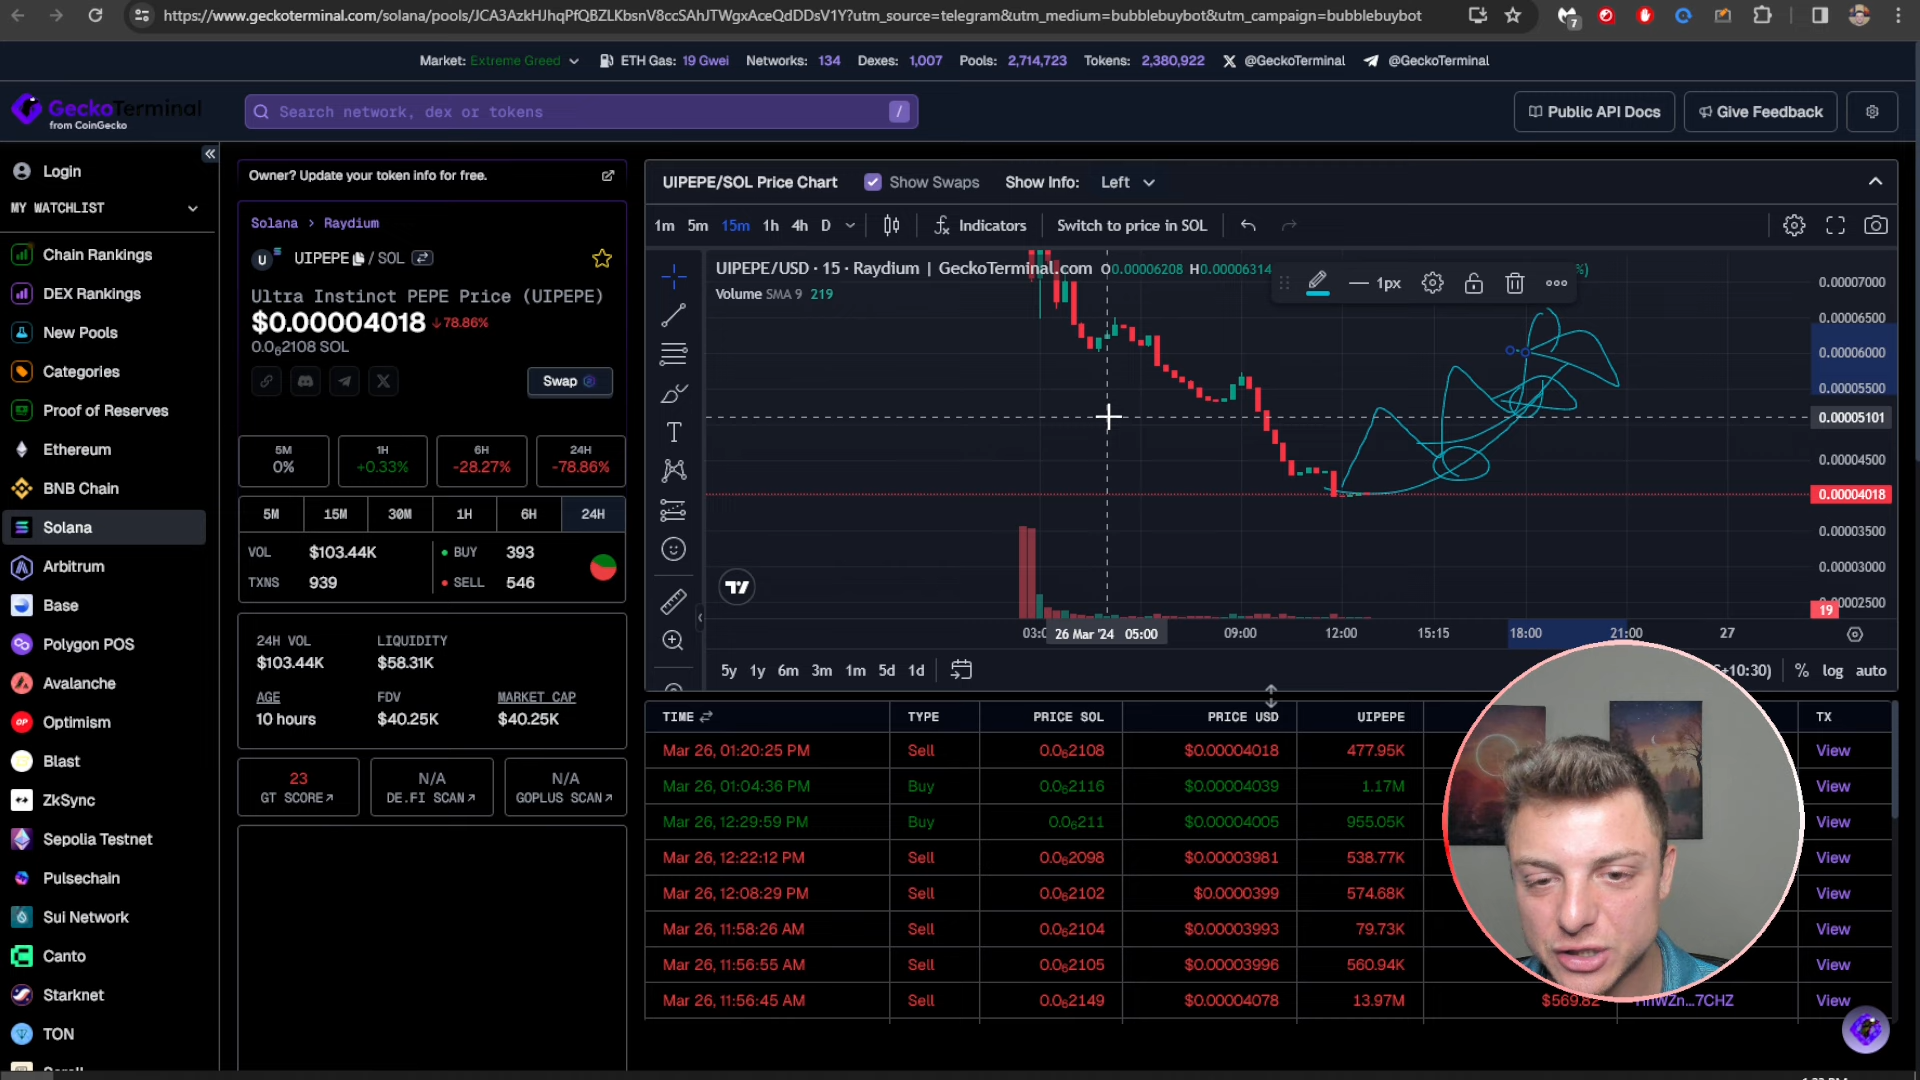 https://www.geckoterminal.com/solana/pools/JCA3AzkHJhqPfQBZLKbsnV8ccSAhJTWgxAceQdDDsV1Y?utm_source=telegram&utm_medium=bubblebuybot&utm_campaign=bubblebuybot
7
Market: Extreme Greed ETH Gas: 19 Gwei Networks: 134 Dexes: 1,007 Pools: 2,714,723 Tokens: 2,380,922 @GeckoTerminal @GeckoTerminal
GeckoTerminal
from CoinGecko
Search network, dex or tokens /
Public API Docs
Give Feedback
Login
MY WATCHLIST
Chain Rankings
DEX Rankings
New Pools
Categories
Proof of Reserves
Ethereum
BNB Chain
Solana
Arbitrum
Base
Polygon POS
Avalanche
Optimism
Blast
ZkSync
Sepolia Testnet
Pulsechain
Sui Network
Canto
Starknet
TON
Owner? Update your token info for free.
Solana > Raydium
U UIPEPE / SOL
Ultra Instinct PEPE Price (UIPEPE)
$0.00004018 ↓78.86%
0.0₆2108 SOL
Swap
5M 1H 6H 24H
0% +0.33% -28.27% -78.86%
5M 15M 30M 1H 6H 24H
VOL $103.44K BUY 393
TXNS 939 SELL 546
24H VOL LIQUIDITY
$103.44K $58.31K
AGE FDV MARKET CAP
10 hours $40.25K $40.25K
23 N/A N/A
GT SCORE↗ DE.FI SCAN↗ GOPLUS SCAN↗
UIPEPE/SOL Price Chart Show Swaps Show Info: Left
1m 5m 15m 1h 4h D Indicators Switch to price in SOL
UIPEPE/USD · 15 · Raydium | GeckoTerminal.com O0.00006208 H0.00006314
1px
Volume SMA 9 219
0.00007000
0.00006500
0.00006000
0.00005500
0.00005101
0.00004500
0.00004018
0.00003500
0.00003000
0.00002500
19
26 Mar '24 05:00 09:00 12:00 15:15 18:00 21:00 27
5y 1y 6m 3m 1m 5d 1d +10:30) % log auto
TIME TYPE PRICE SOL PRICE USD UIPEPE TX
Mar 26, 01:20:25 PM Sell 0.0₆2108 $0.00004018 477.95K View
Mar 26, 01:04:36 PM Buy 0.0₆2116 $0.00004039 1.17M View
Mar 26, 12:29:59 PM Buy 0.0₆211 $0.00004005 955.05K View
Mar 26, 12:22:12 PM Sell 0.0₆2098 $0.00003981 538.77K View
Mar 26, 12:08:29 PM Sell 0.0₆2102 $0.0000399 574.68K View
Mar 26, 11:58:26 AM Sell 0.0₆2104 $0.00003993 79.73K View
Mar 26, 11:56:55 AM Sell 0.0₆2105 $0.00003996 560.94K View
Mar 26, 11:56:45 AM Sell 0.0₆2149 $0.00004078 13.97M $569.82 View